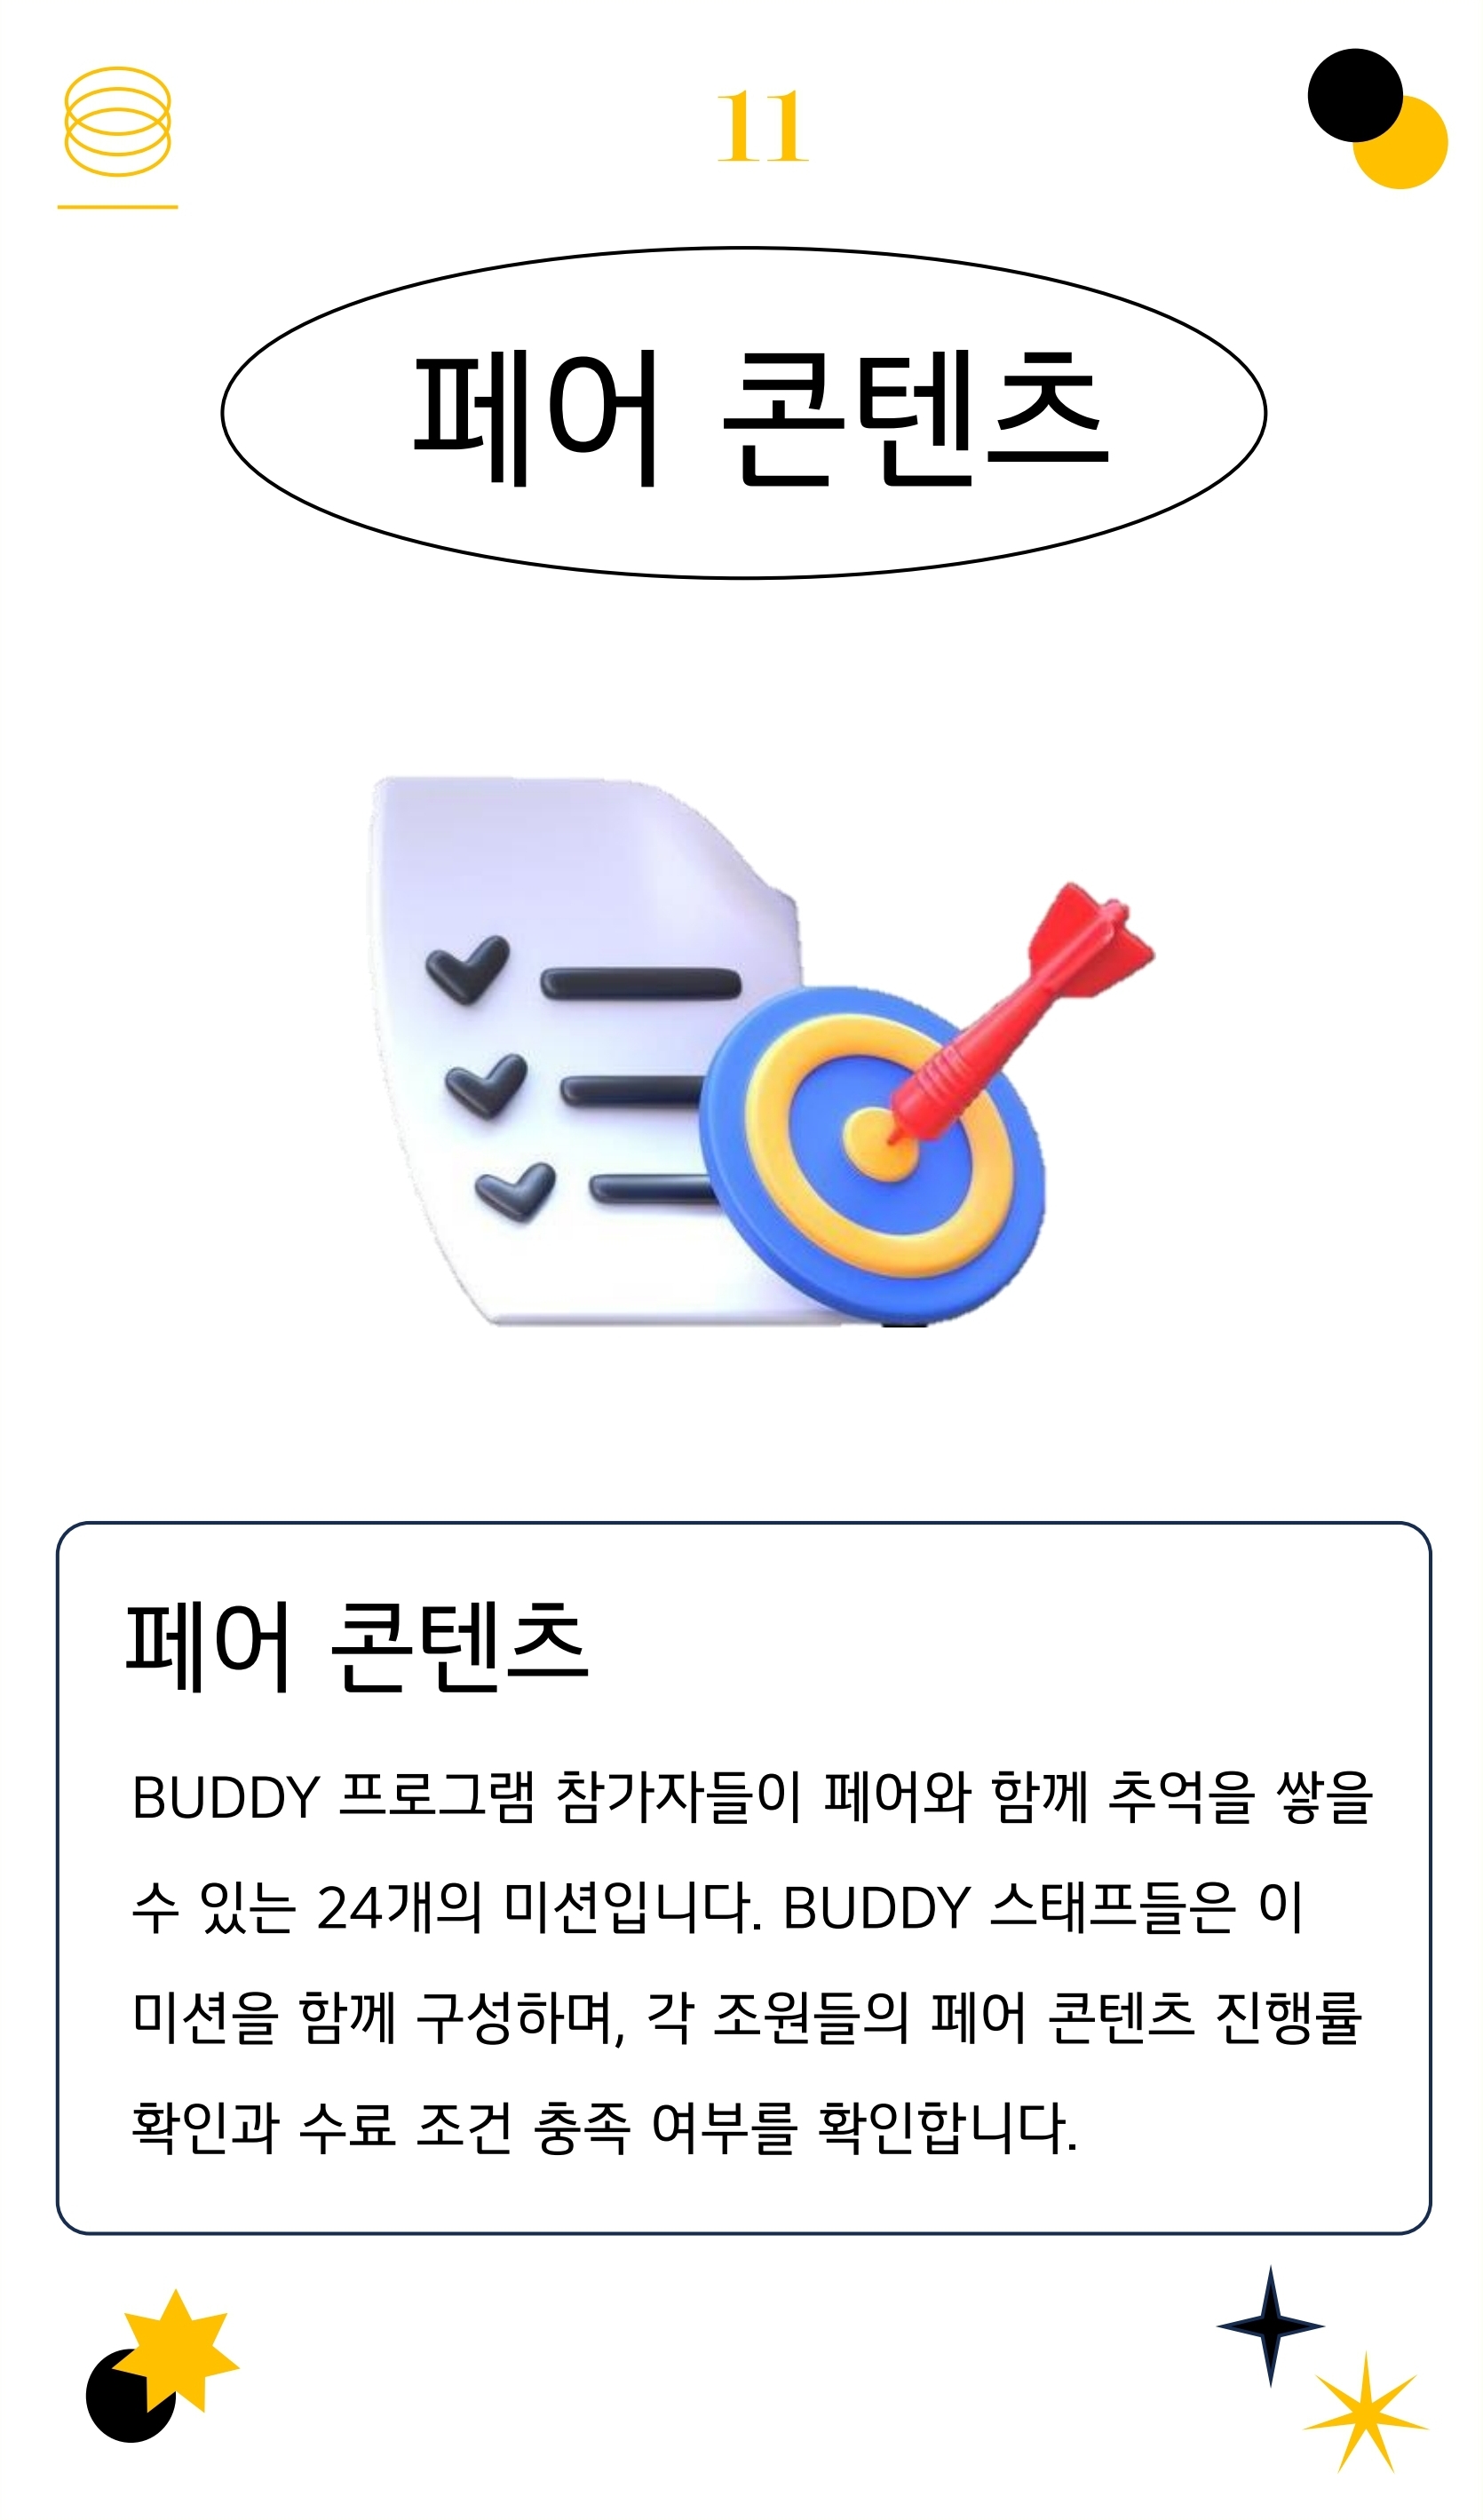 11
페어 콘텐츠
페어 콘텐츠
BUDDY 프로그램 참가자들이 페어와 함께 추억을 쌓을
수 있는 24개의 미션입니다. BUDDY 스태프들은 이
미션을 함께 구성하며, 각 조원들의 페어 콘텐츠 진행률
확인과 수료 조건 충족 여부를 확인합니다.